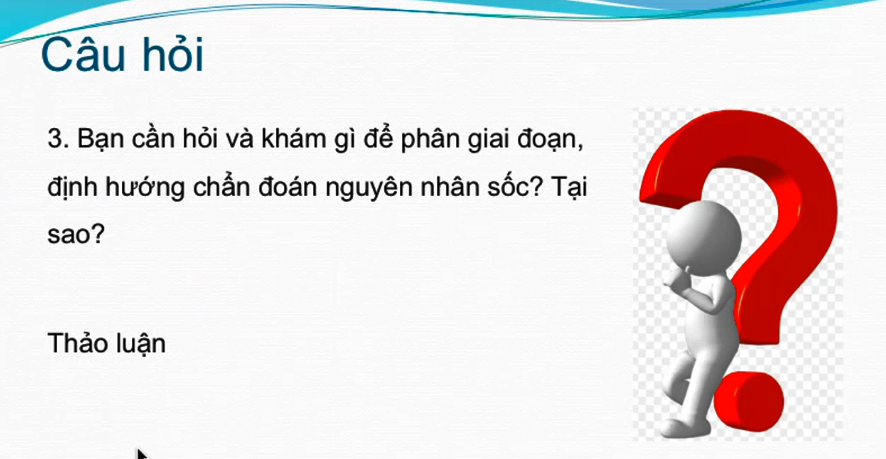 Câu hỏi
3. Bạn cần hỏi và khám gì để phân giai đoạn,
định hướng chẩn đoán nguyên nhân sốc? Tại
sao?
Thảo luận